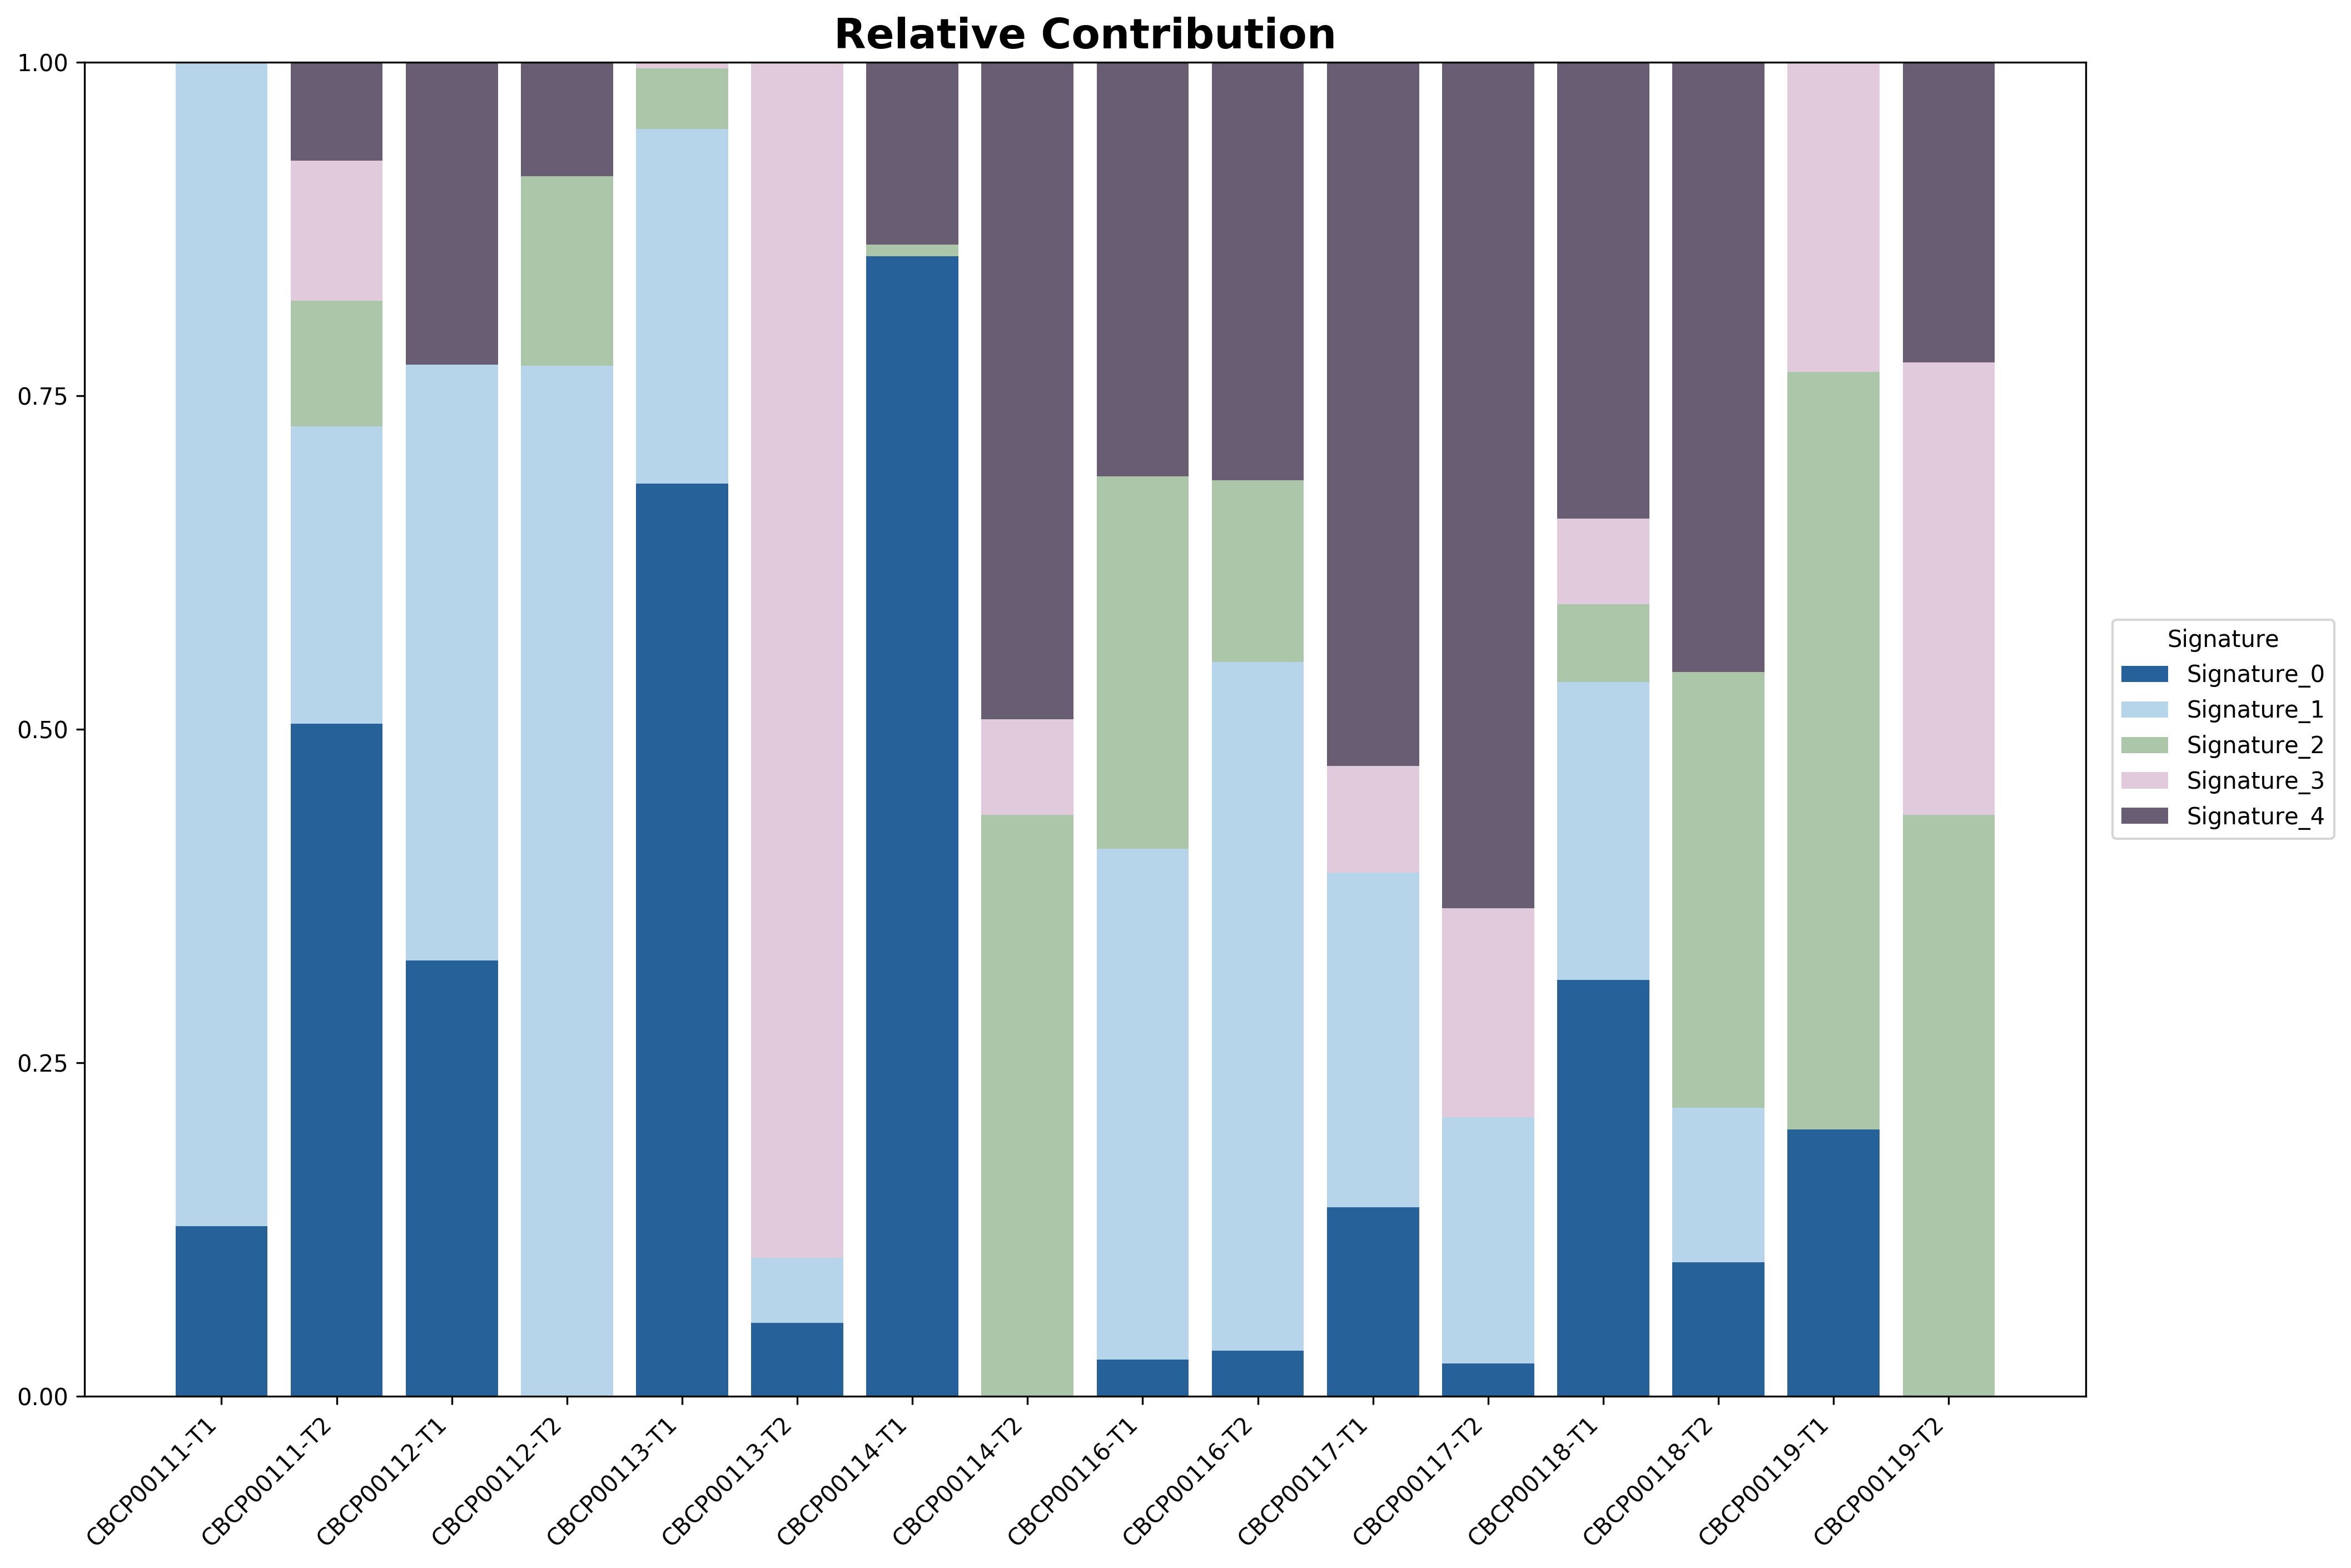 Relative Contribution
1.00
0.75
0.50
0.25
0.00
CBCP00111-T1
CBCP00111-T2
CBCP00112-T1
CBCP00112-T2
CBCP00113-T1
CBCP00113-T2
CBCP00114-T1
CBCP00114-T2
CBCP00116-T1
CBCP00116-T2
CBCP00117-T1
CBCP00117-T2
CBCP00118-T1
CBCP00118-T2
CBCP00119-T1
CBCP00119-T2
Signature
Signature_0
Signature_1
Signature_2
Signature_3
Signature_4